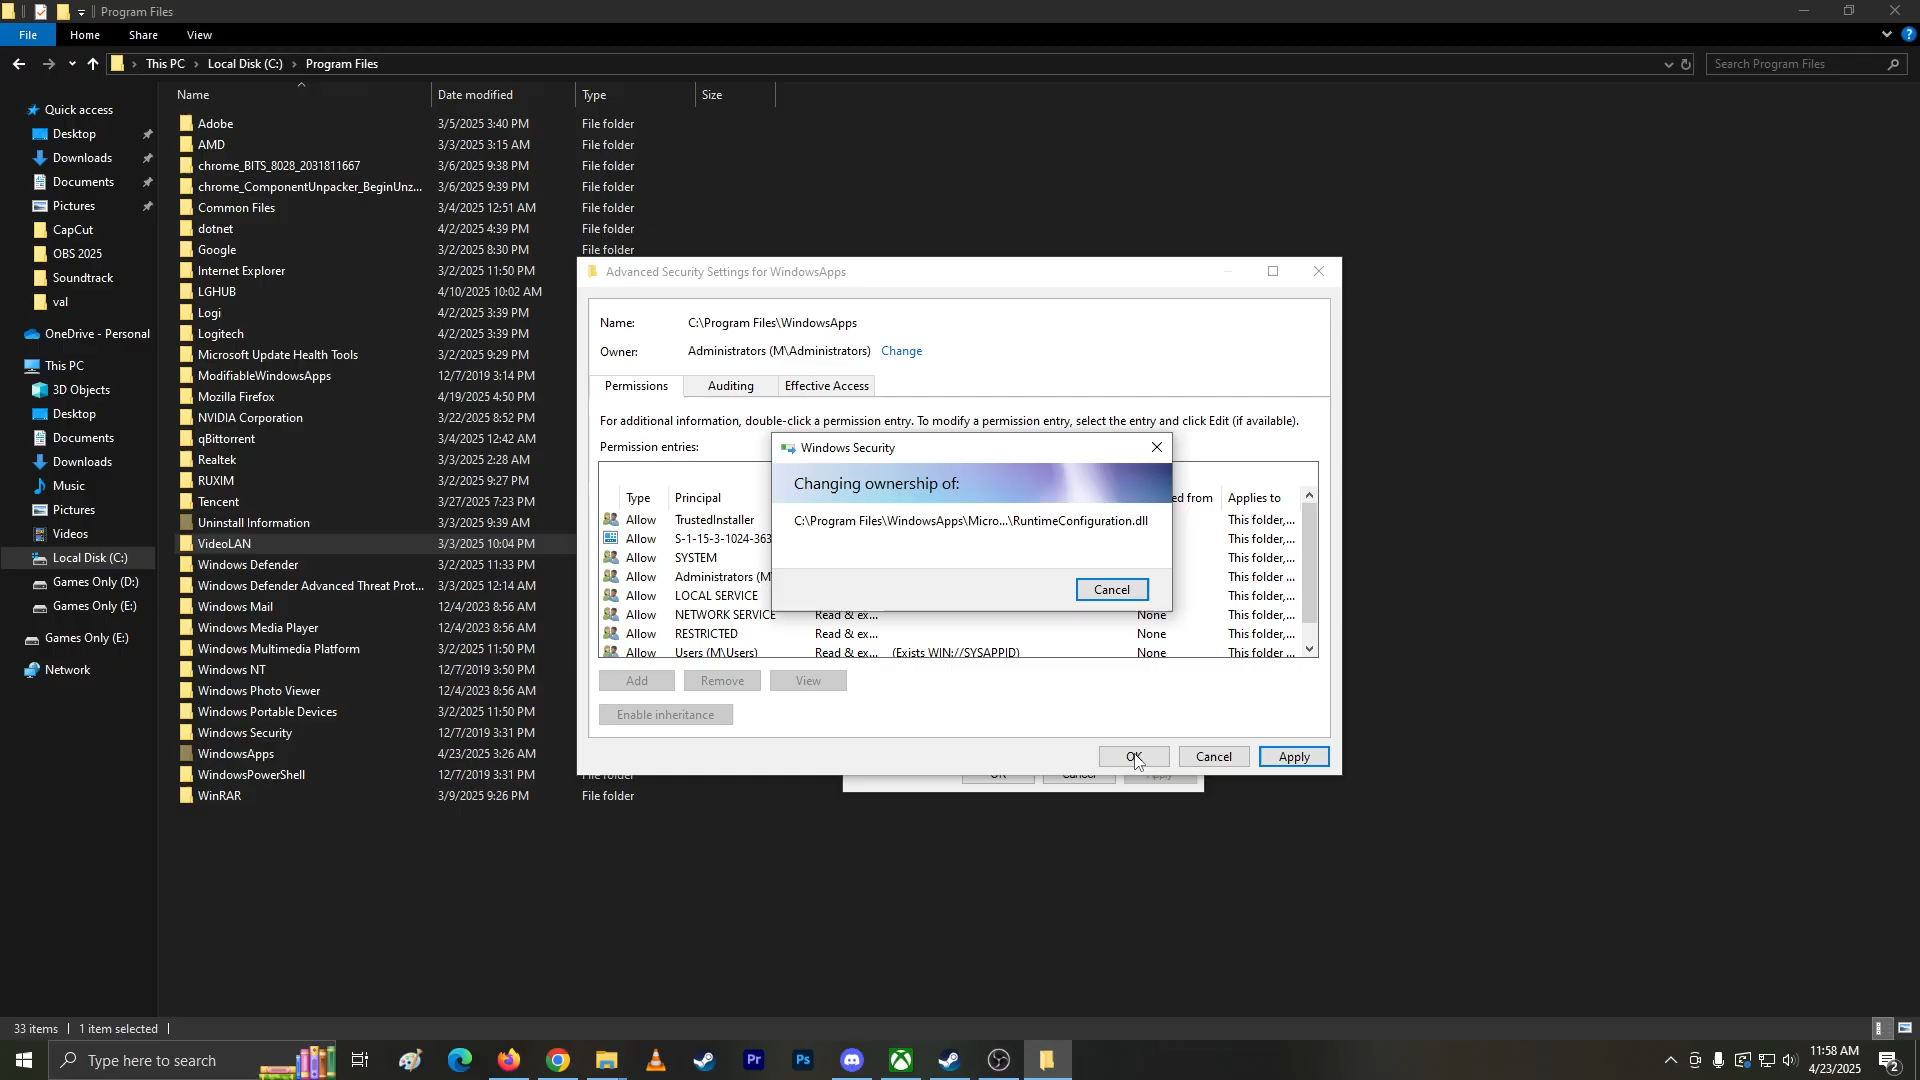 Program Files
File Home Share View
This PC Local Disk (C:) Program Files Search Program Files
Name Date modified Type Size
Quick access
Desktop
Downloads
Documents
Pictures
CapCut
OBS 2025
Soundtrack
val
OneDrive - Personal
This PC
3D Objects
Desktop
Documents
Downloads
Music
Pictures
Videos
Local Disk (C:)
Games Only (D:)
Games Only (E:)
Games Only (E:)
Network
Adobe 3/5/2025 3:40 PM File folder
AMD 3/3/2025 3:15 AM File folder
chrome_BITS_8028_2031811667 3/6/2025 9:38 PM File folder
chrome_ComponentUnpacker_BeginUnz... 3/6/2025 9:39 PM File folder
Common Files 3/4/2025 12:51 AM File folder
dotnet 4/2/2025 4:39 PM File folder
Google 3/2/2025 8:30 PM File folder
Internet Explorer 3/2/2025 11:50 PM
LGHUB 4/10/2025 10:02 AM
Logi 4/2/2025 3:39 PM
Logitech 4/2/2025 3:39 PM
Microsoft Update Health Tools 3/2/2025 9:29 PM
ModifiableWindowsApps 12/7/2019 3:14 PM
Mozilla Firefox 4/19/2025 4:50 PM
NVIDIA Corporation 3/22/2025 8:52 PM
qBittorrent 3/4/2025 12:42 AM
Realtek 3/3/2025 2:28 AM
RUXIM 3/2/2025 9:27 PM
Tencent 3/27/2025 7:23 PM
Uninstall Information 3/3/2025 9:39 AM
VideoLAN 3/3/2025 10:04 PM
Windows Defender 3/2/2025 11:33 PM
Windows Defender Advanced Threat Prot... 3/3/2025 12:14 AM
Windows Mail 12/4/2023 8:56 AM
Windows Media Player 12/4/2023 8:56 AM
Windows Multimedia Platform 3/2/2025 11:50 PM
Windows NT 12/7/2019 3:50 PM
Windows Photo Viewer 12/4/2023 8:56 AM
Windows Portable Devices 3/2/2025 11:50 PM
Windows Security 12/7/2019 3:31 PM
WindowsApps 4/23/2025 3:26 AM
WindowsPowerShell 12/7/2019 3:31 PM File folder
WinRAR 3/9/2025 9:26 PM File folder
Advanced Security Settings for WindowsApps
Name: C:\Program Files\WindowsApps
Owner: Administrators (M\Administrators) Change
Permissions Auditing Effective Access
For additional information, double-click a permission entry. To modify a permission entry, select the entry and click Edit (if available).
Permission entries:
Type Principal ed from Applies to
Allow TrustedInstaller This folder,...
Allow S-1-15-3-1024-363 This folder,...
Allow SYSTEM This folder,...
Allow Administrators (M This folder ...
Allow LOCAL SERVICE This folder,...
Allow NETWORK SERVICE Read & ex... None This folder,...
Allow RESTRICTED Read & ex... None This folder,...
Allow Users (M\Users) Read & ex... (Exists WIN://SYSAPPID) None This folder ...
Windows Security
Changing ownership of:
C:\Program Files\WindowsApps\Micro...\RuntimeConfiguration.dll
Cancel
Add Remove View
Enable inheritance
OK Cancel Apply
OK Cancel Apply
33 items 1 item selected
Type here to search
Pr Ps
11:58 AM
4/23/2025
2